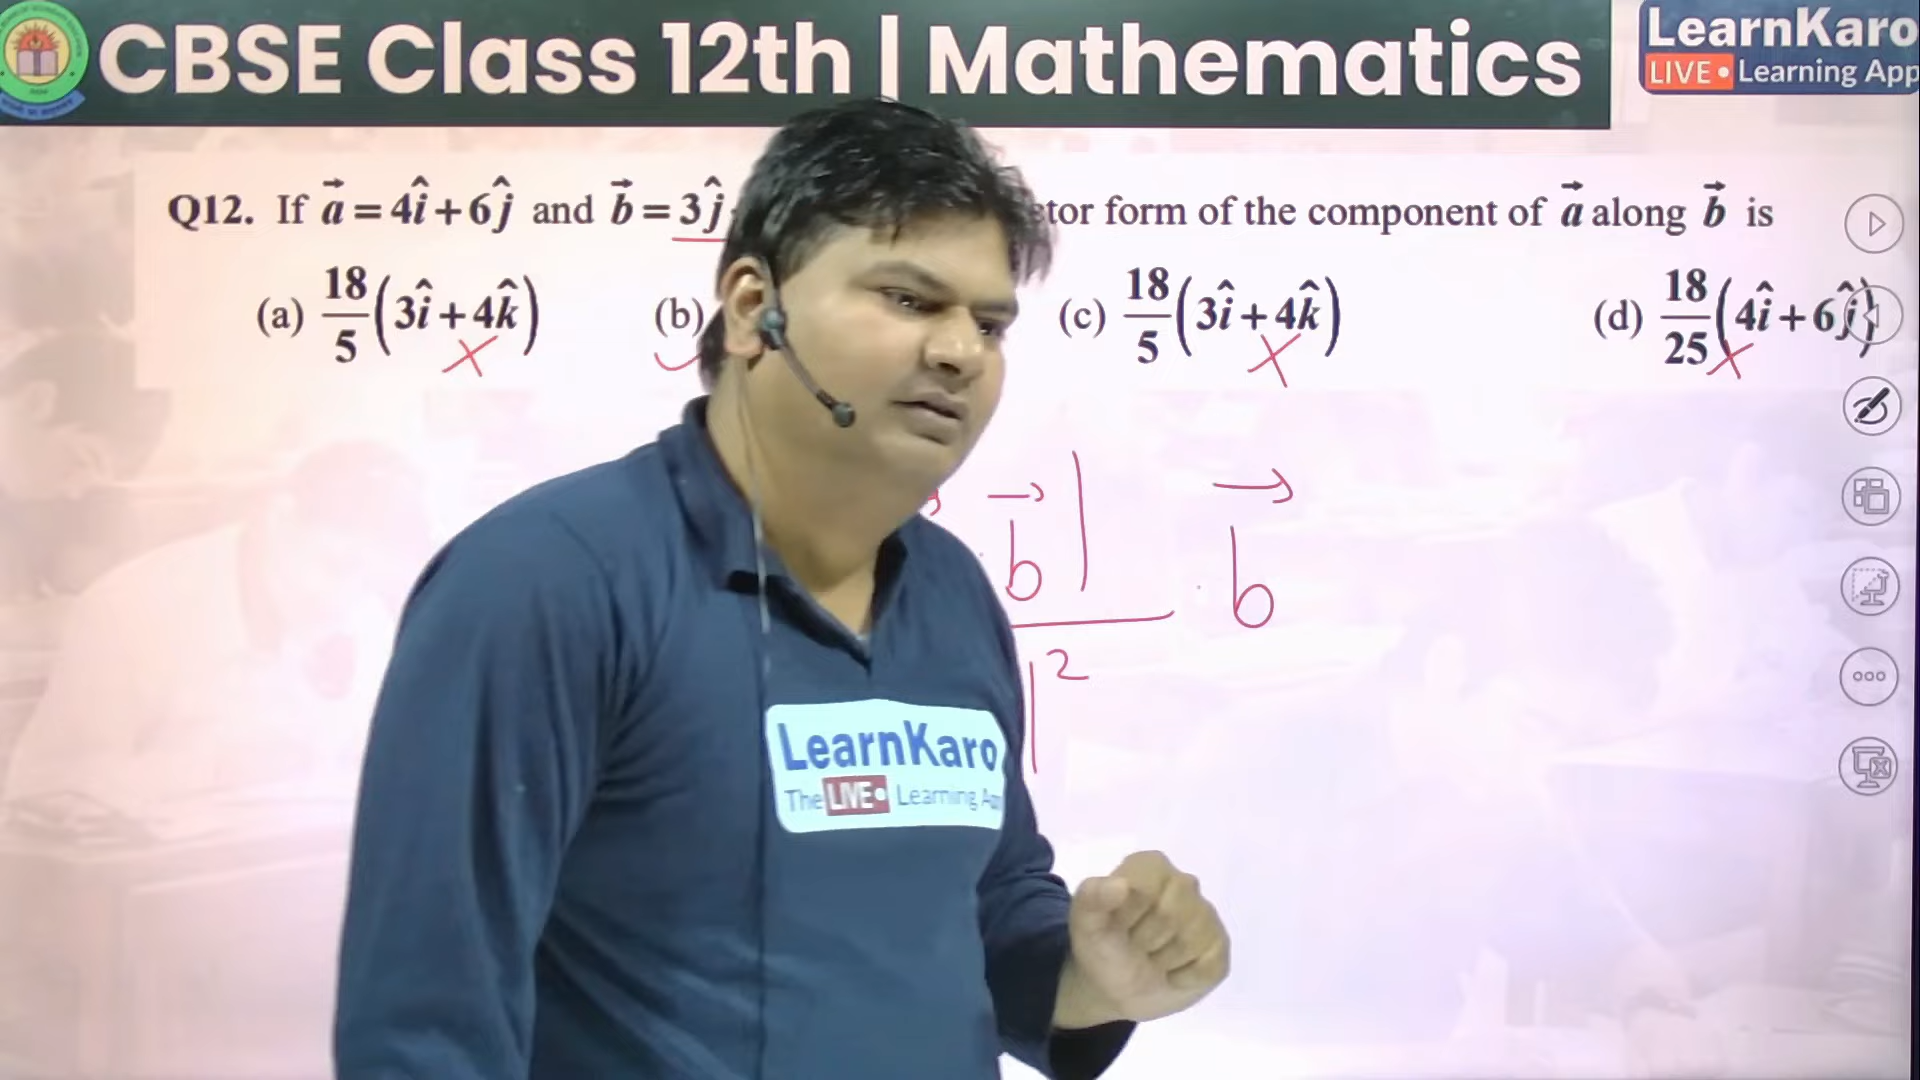 CBSE Class 12th | Mathematics
LearnKaro
LIVE • Learning App
Q12. If a⃗ = 4î + 6ĵ and b⃗ = 3ĵ tor form of the component of a⃗ along b⃗ is
(a) 18/5 (3î + 4k̂) (b) (c) 18/5 (3î + 4k̂) (d) 18/25 (4î + 6ĵ)
b⃗ | . b⃗
|²
LearnKaro
The LIVE • Learning App